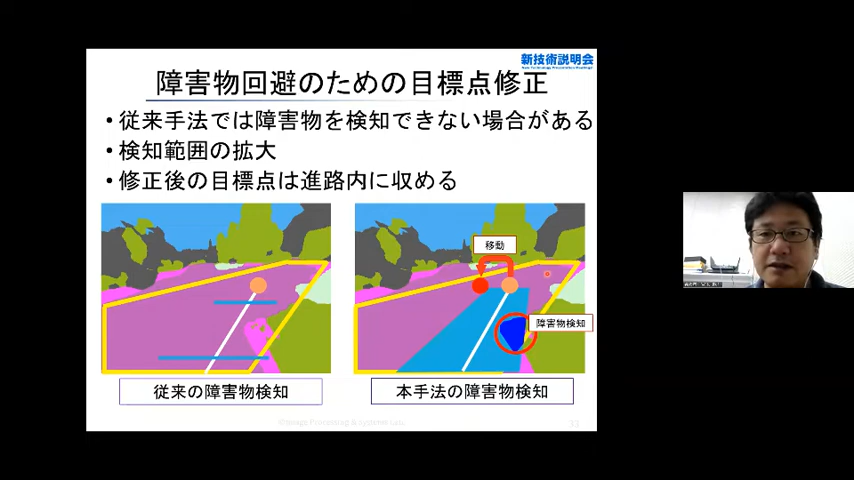 新技術説明会
障害物回避のための目標点修正
• 従来手法では障害物を検知できない場合がある
• 検知範囲の拡大
• 修正後の目標点は進路内に収める
移動
障害物検知
従来の障害物検知
本手法の障害物検知